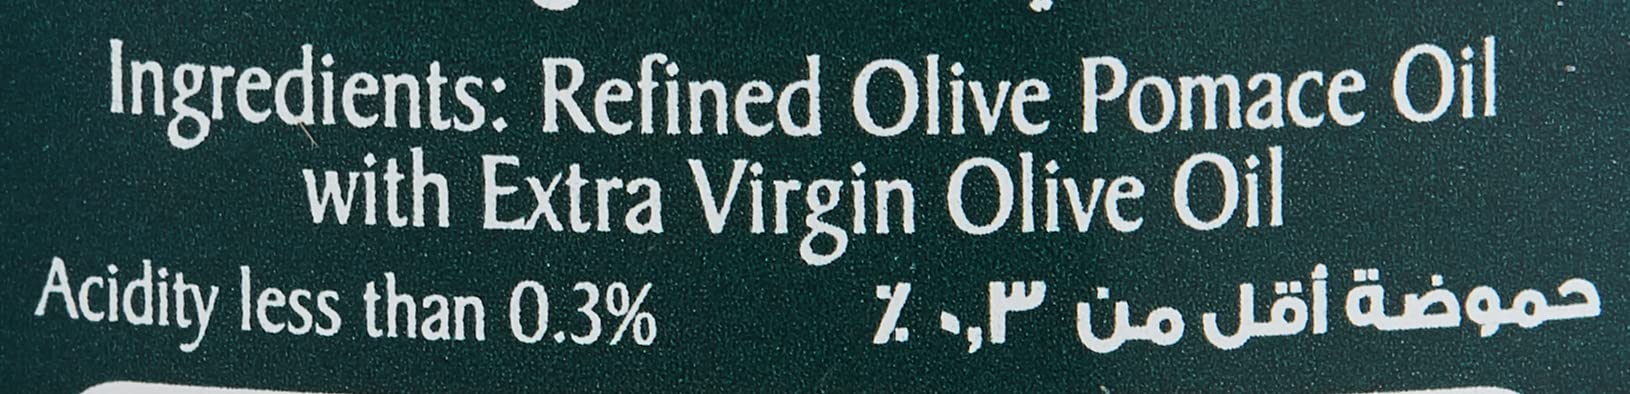 Ingredients: Refined Olive Pomace Oil
with Extra Virgin Olive Oil
Acidity less than 0.3%
حموضة أقل من ٠,٣ ٪